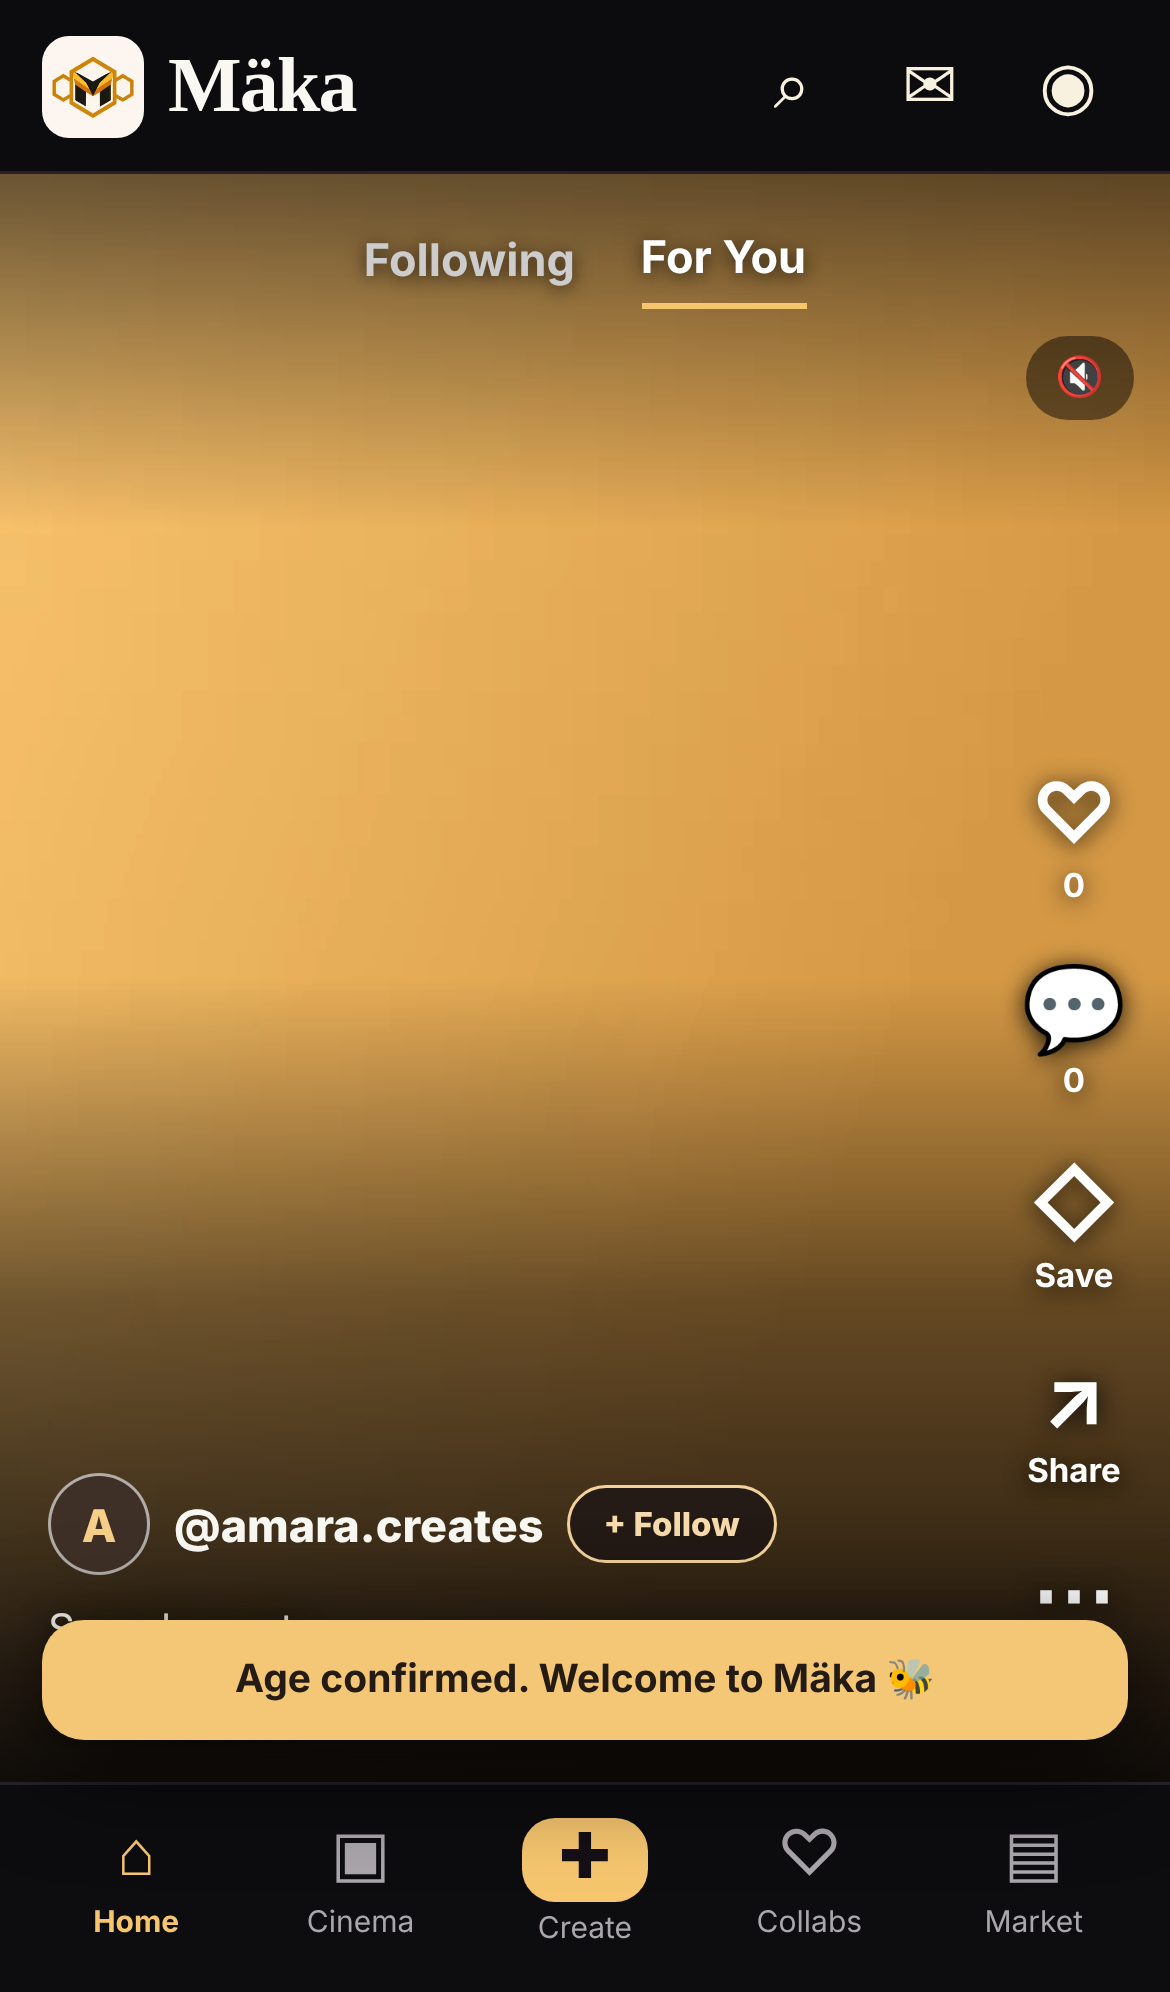 Mäka
Following
For You
0
0
Save
Share
A
@amara.creates
+ Follow
Age confirmed. Welcome to Mäka 🐝
Home
Cinema
Create
Collabs
Market